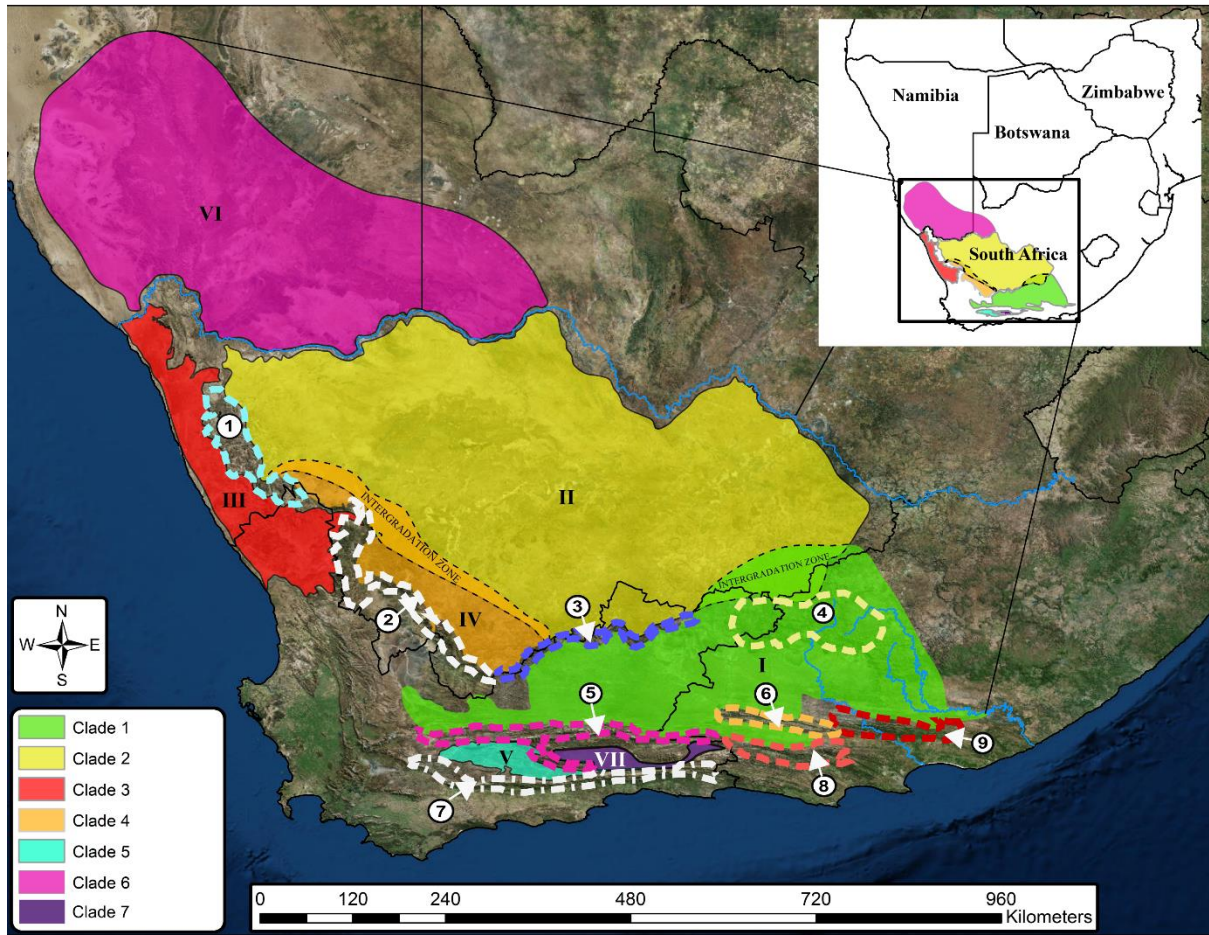 Namibia
Zimbabwe
Botswana
South Africa
VI
1
III
INTERGRADATION ZONE
II
INTERGRADATION ZONE
2
IV
3
4
I
5
6
V
VII
7
8
9
N
W
E
S
Clade 1
Clade 2
Clade 3
Clade 4
Clade 5
Clade 6
Clade 7
0 120 240 480 720 960
Kilometers